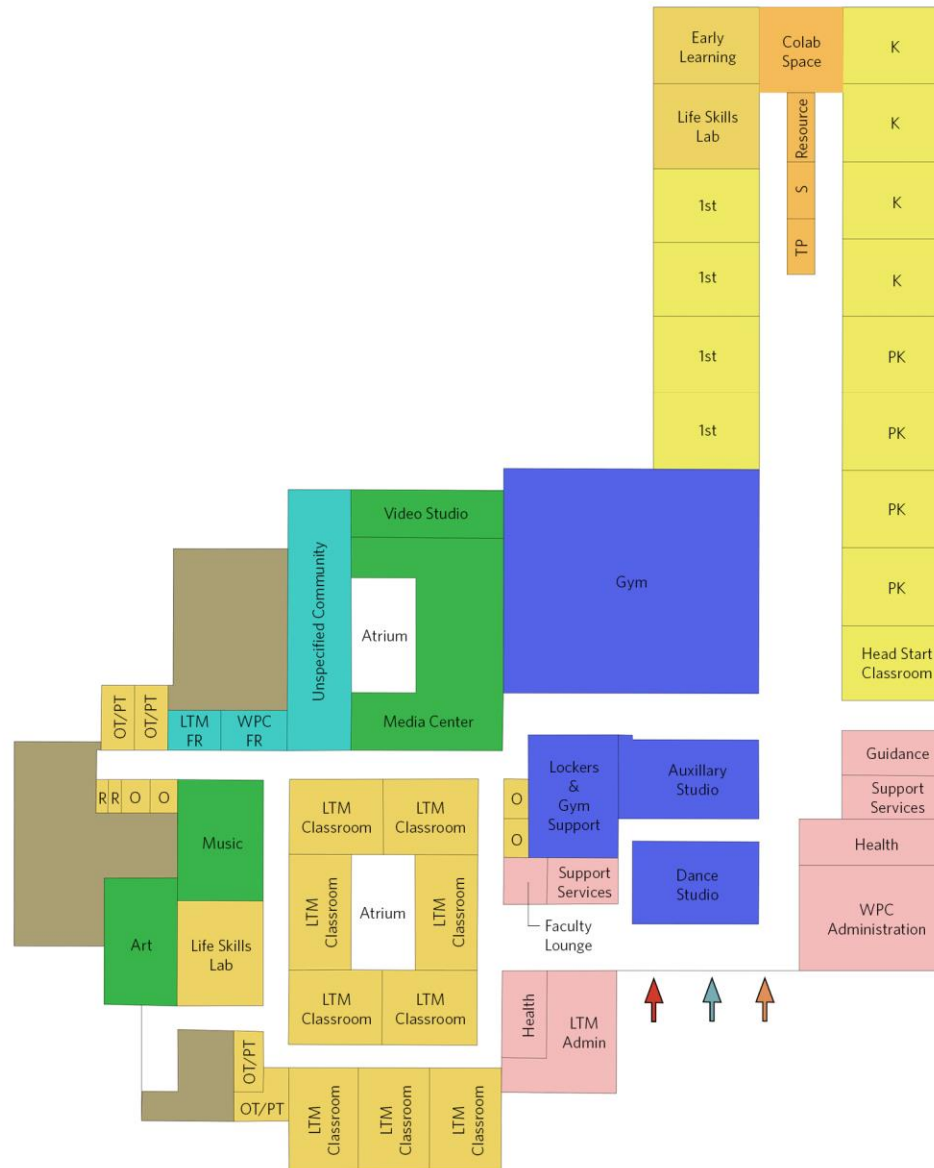 Early
Learning
Colab
Space
K
Life Skills
Lab
Resource
K
1st
S
K
1st
TP
K
1st
PK
1st
PK
Video Studio
PK
Gym
Unspecified Community
Atrium
PK
Head Start
Classroom
OT/PT
OT/PT
LTM
FR
WPC
FR
Media Center
Guidance
Lockers
&
Gym
Support
Auxillary
Studio
Support
Services
R
R
O
O
Music
LTM
Classroom
LTM
Classroom
O
O
Health
Support
Services
Dance
Studio
WPC
Administration
Faculty
Lounge
Art
Life Skills
Lab
LTM
Classroom
Atrium
LTM
Classroom
LTM
Classroom
LTM
Classroom
Health
LTM
Admin
OT/PT
OT/PT
LTM
Classroom
LTM
Classroom
LTM
Classroom